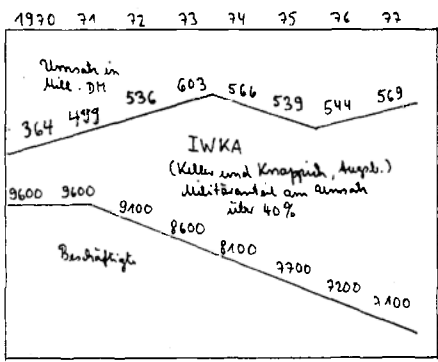 1970 71 72 73 74 75 76 77
Umsatz in
Mill. DM
364 499 536 603 566 539 544 569
IWKA
(Keller und Knappich, Augsb.)
Militäranteil am Umsatz
über 40%
9600 9600 9100 8600 8100 7700 7200 7100
Beschäftigte